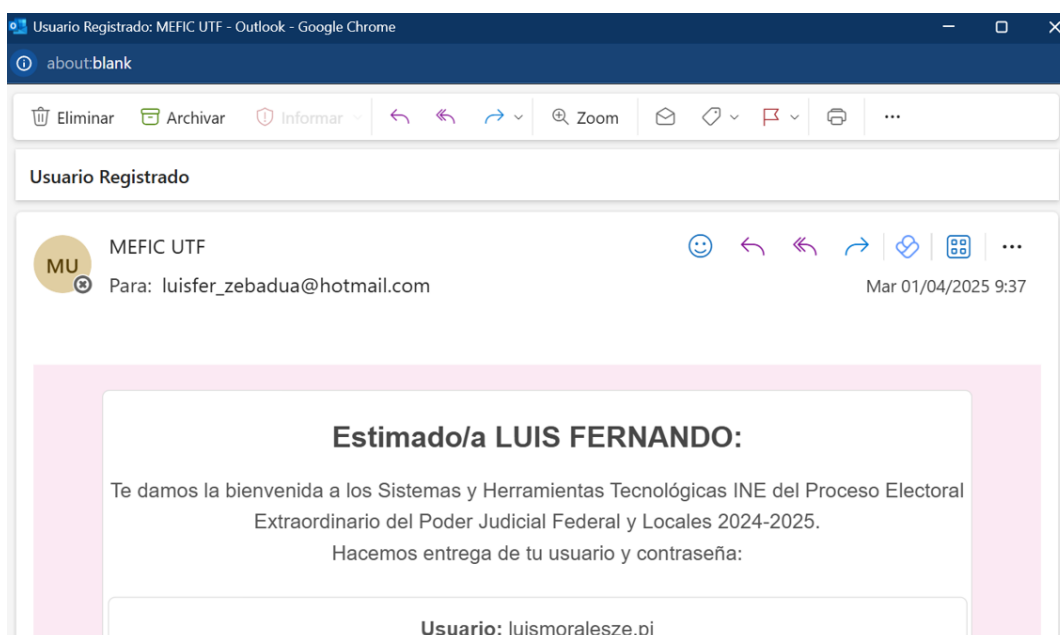 Usuario Registrado: MEFIC UTF - Outlook - Google Chrome
about:blank
Eliminar Archivar Informar Zoom ...
Usuario Registrado
MU MEFIC UTF
Para: luisfer_zebadua@hotmail.com Mar 01/04/2025 9:37
Estimado/a LUIS FERNANDO:
Te damos la bienvenida a los Sistemas y Herramientas Tecnológicas INE del Proceso Electoral
Extraordinario del Poder Judicial Federal y Locales 2024-2025.
Hacemos entrega de tu usuario y contraseña:
Usuario: luismoralesze.pj